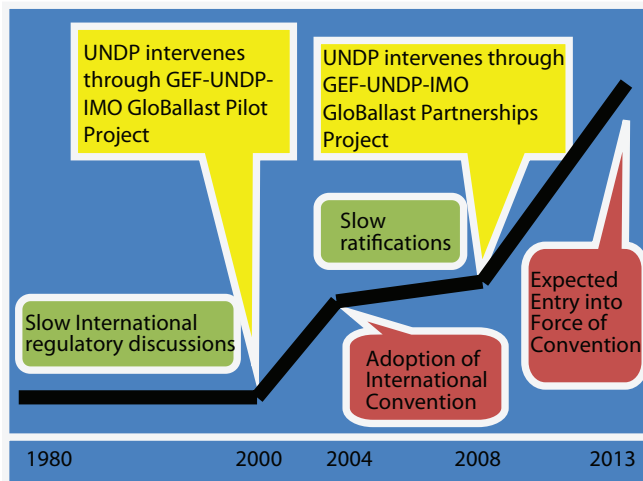 UNDP intervenes
through GEF-UNDP-
IMO GloBallast Pilot
Project
UNDP intervenes through
GEF-UNDP-IMO
GloBallast Partnerships
Project
Slow
ratifications
Slow International
regulatory discussions
Adoption of
International
Convention
Expected
Entry into
Force of
Convention
1980 2000 2004 2008 2013